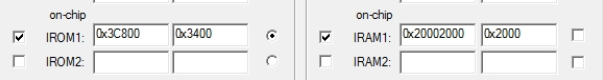 on-chip on-chip
IROM1: 0x3C800 0x3400 IRAM1: 0x20002000 0x2000
IROM2: IRAM2: